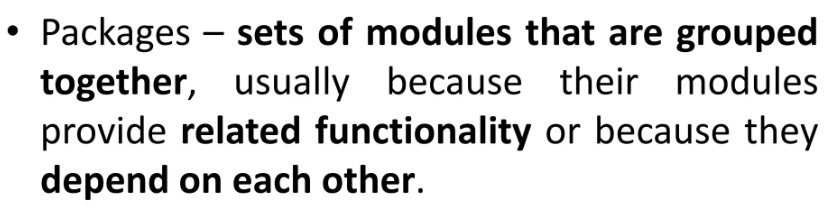 • Packages – sets of modules that are grouped
together, usually because their modules
provide related functionality or because they
depend on each other.